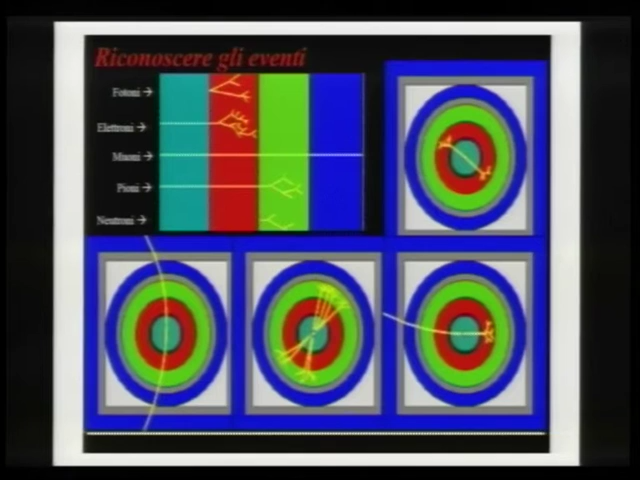 Riconoscere gli eventi
Fotoni →
Elettroni →
Muoni →
Pioni →
Neutroni →